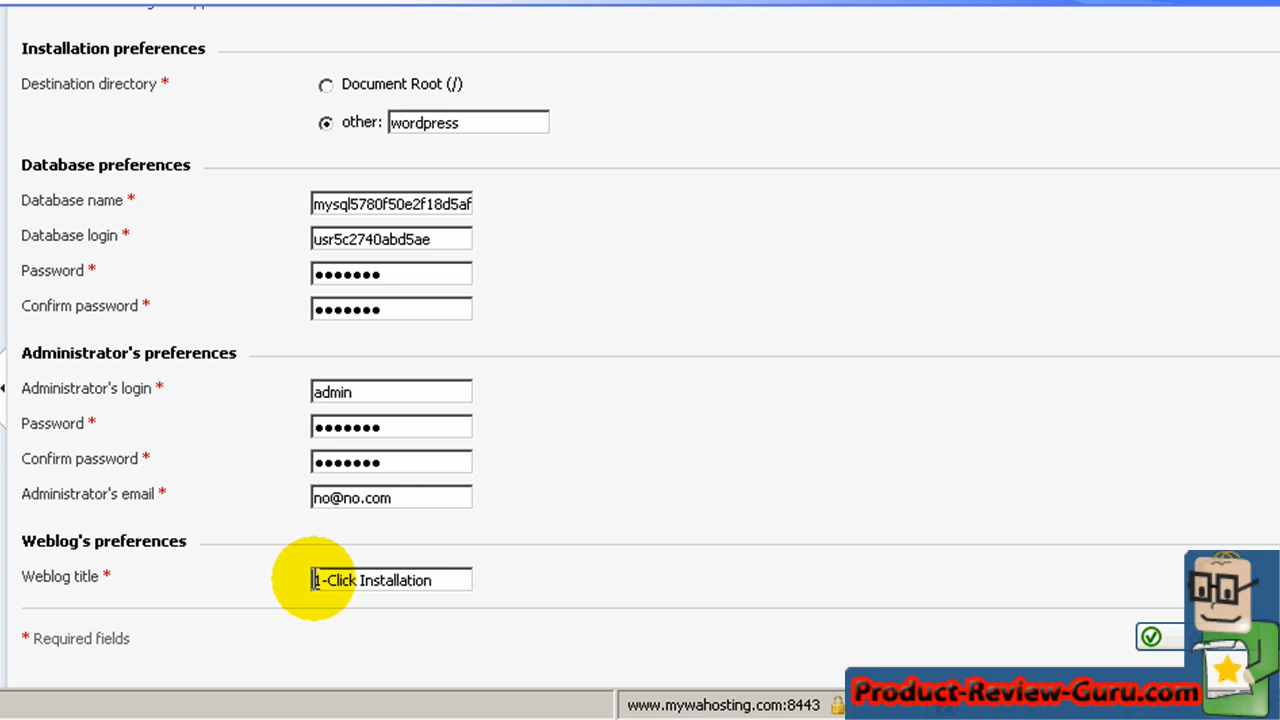 Installation preferences
Destination directory *
Document Root (/)
other: wordpress
Database preferences
Database name * mysql5780f50e2f18d5af
Database login * usr5c2740abd5ae
Password * ●●●●●●●
Confirm password * ●●●●●●●
Administrator's preferences
Administrator's login * admin
Password * ●●●●●●●
Confirm password * ●●●●●●●
Administrator's email * no@no.com
Weblog's preferences
Weblog title * 1-Click Installation
* Required fields
www.mywahosting.com:8443
Product-Review-Guru.com